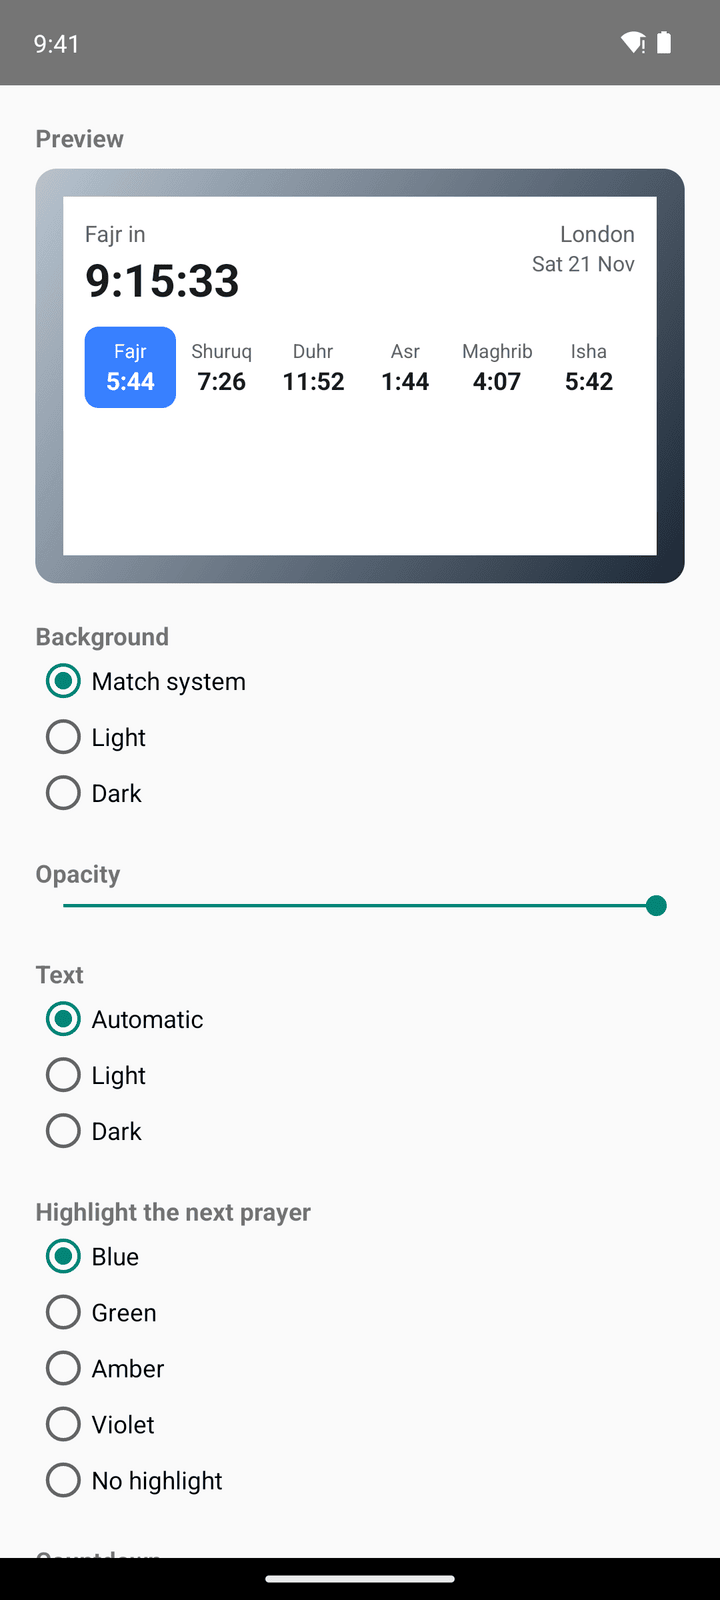 9:41
Preview
Fajr in
London
9:15:33
Sat 21 Nov
Fajr Shuruq Duhr Asr Maghrib Isha
5:44 7:26 11:52 1:44 4:07 5:42
Background
Match system
Light
Dark
Opacity
Text
Automatic
Light
Dark
Highlight the next prayer
Blue
Green
Amber
Violet
No highlight